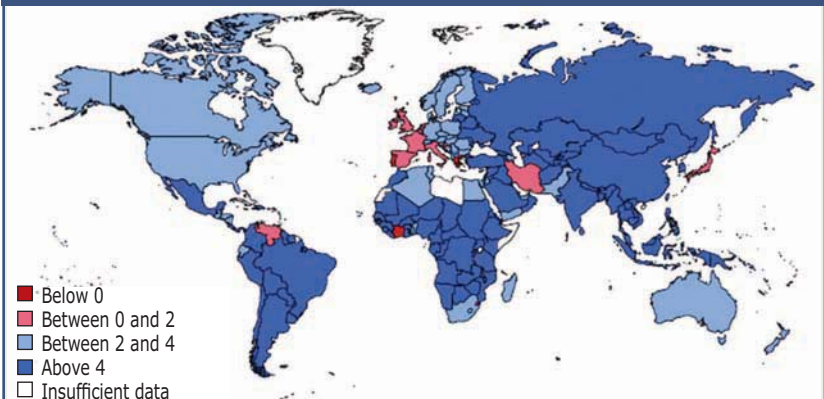 Below 0
Between 0 and 2
Between 2 and 4
Above 4
Insufficient data